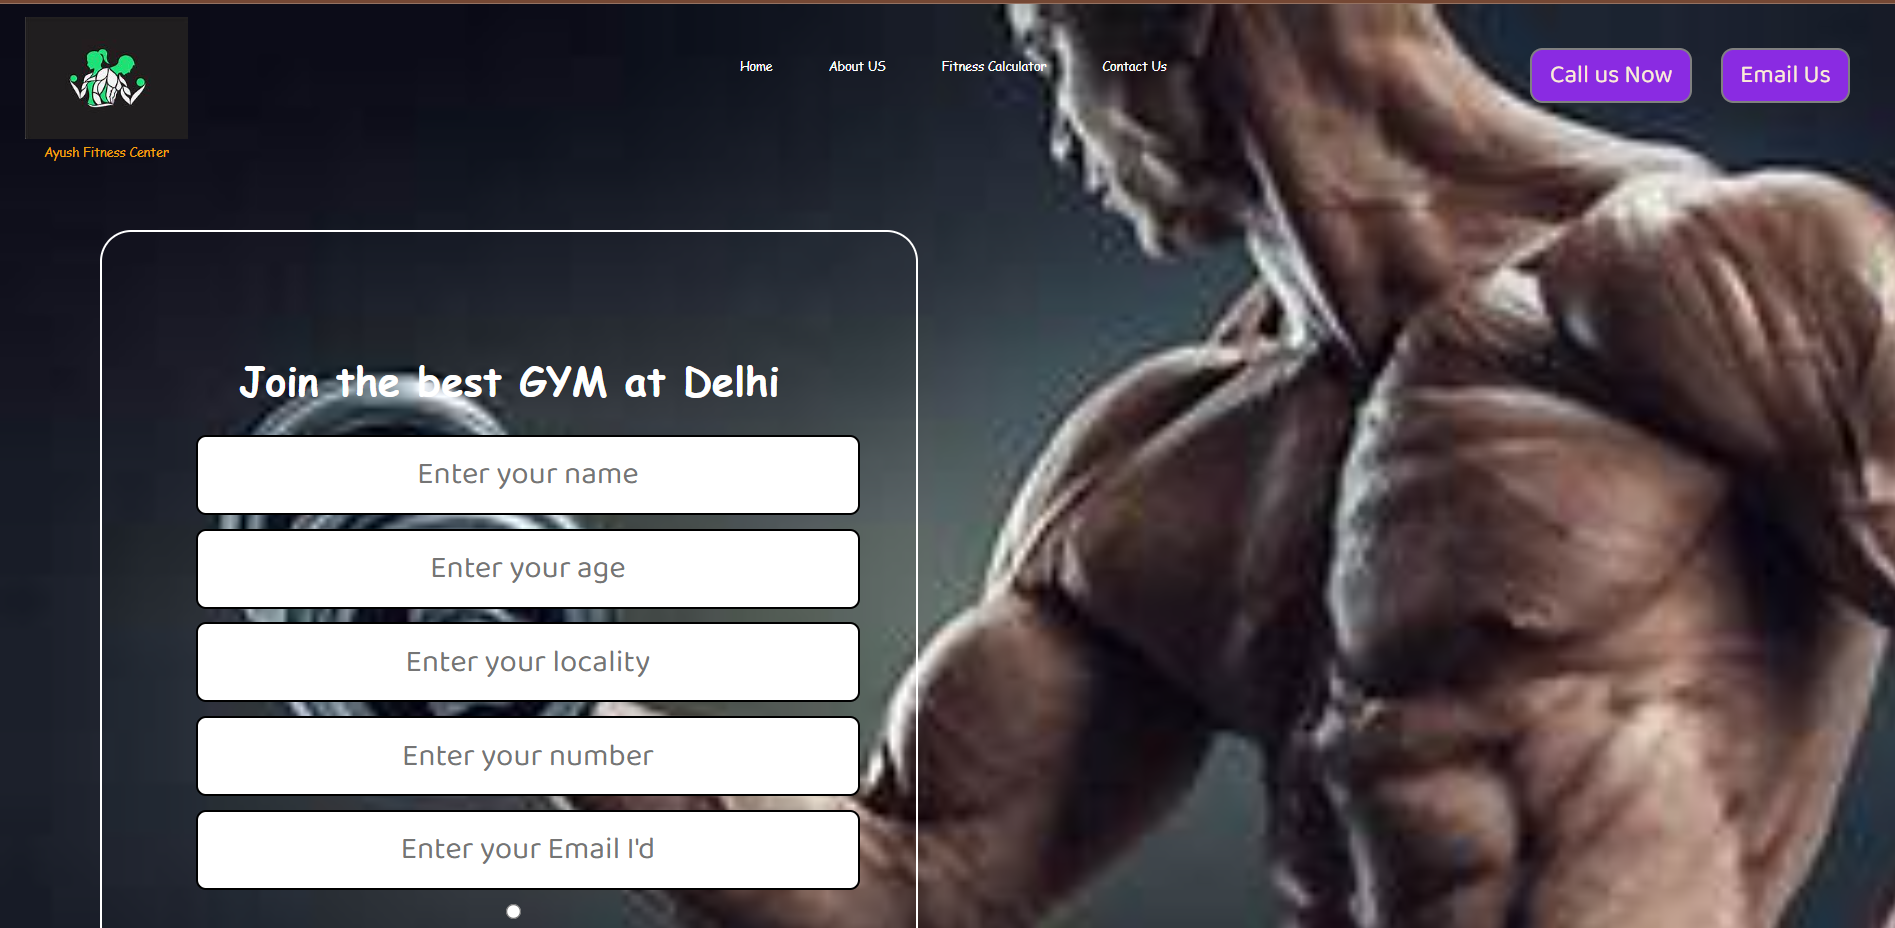 Home
About US
Fitness Calculator
Contact Us
Call us Now
Email Us
Ayush Fitness Center
Join the best GYM at Delhi
Enter your name
Enter your age
Enter your locality
Enter your number
Enter your Email I'd